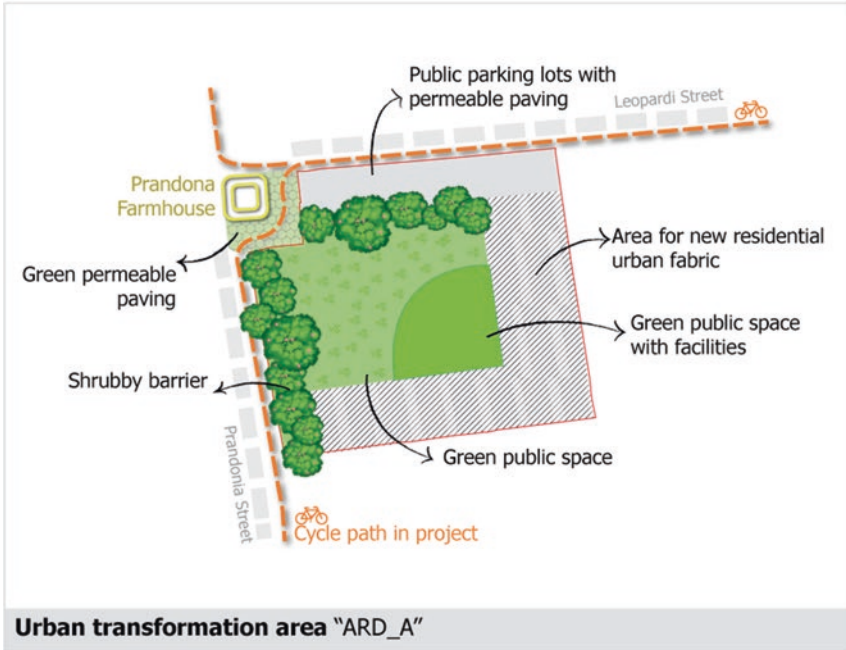 Public parking lots with
permeable paving
Leopardi Street
Prandona
Farmhouse
Area for new residential
urban fabric
Green permeable
paving
Green public space
with facilities
Shrubby barrier
Green public space
Prandonia Street
Cycle path in project
Urban transformation area "ARD_A"